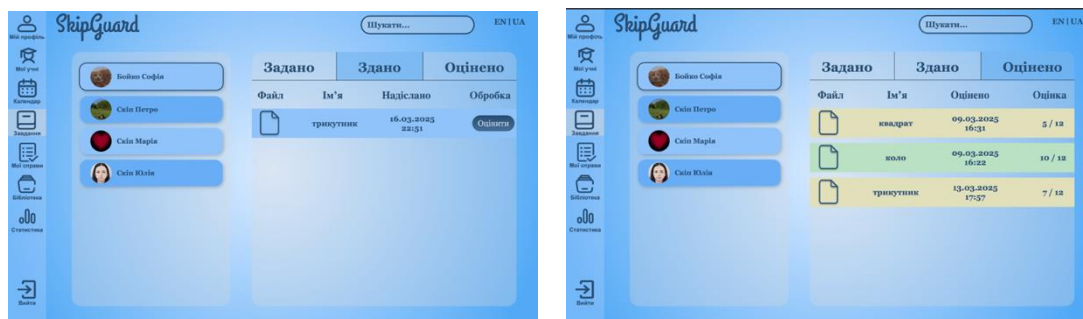 SkipGuard
Шукати...
EN | UA
Мій профіль
Мої учні
Календар
Завдання
Мої справи
Бібліотека
Статистика
Вийти
Бойко Софія
Скіп Петро
Скіп Марія
Скіп Юлія
Задано Здано Оцінено
Файл Ім'я Надіслано Обробка
трикутник 16.03.2025 22:51 Оцінити
SkipGuard
Шукати...
EN | UA
Мій профіль
Мої учні
Календар
Завдання
Мої справи
Бібліотека
Статистика
Вийти
Бойко Софія
Скіп Петро
Скіп Марія
Скіп Юлія
Задано Здано Оцінено
Файл Ім'я Оцінено Оцінка
квадрат 09.03.2025 16:31 5 / 12
коло 09.03.2025 16:22 10 / 12
трикутник 13.03.2025 17:57 7 / 12